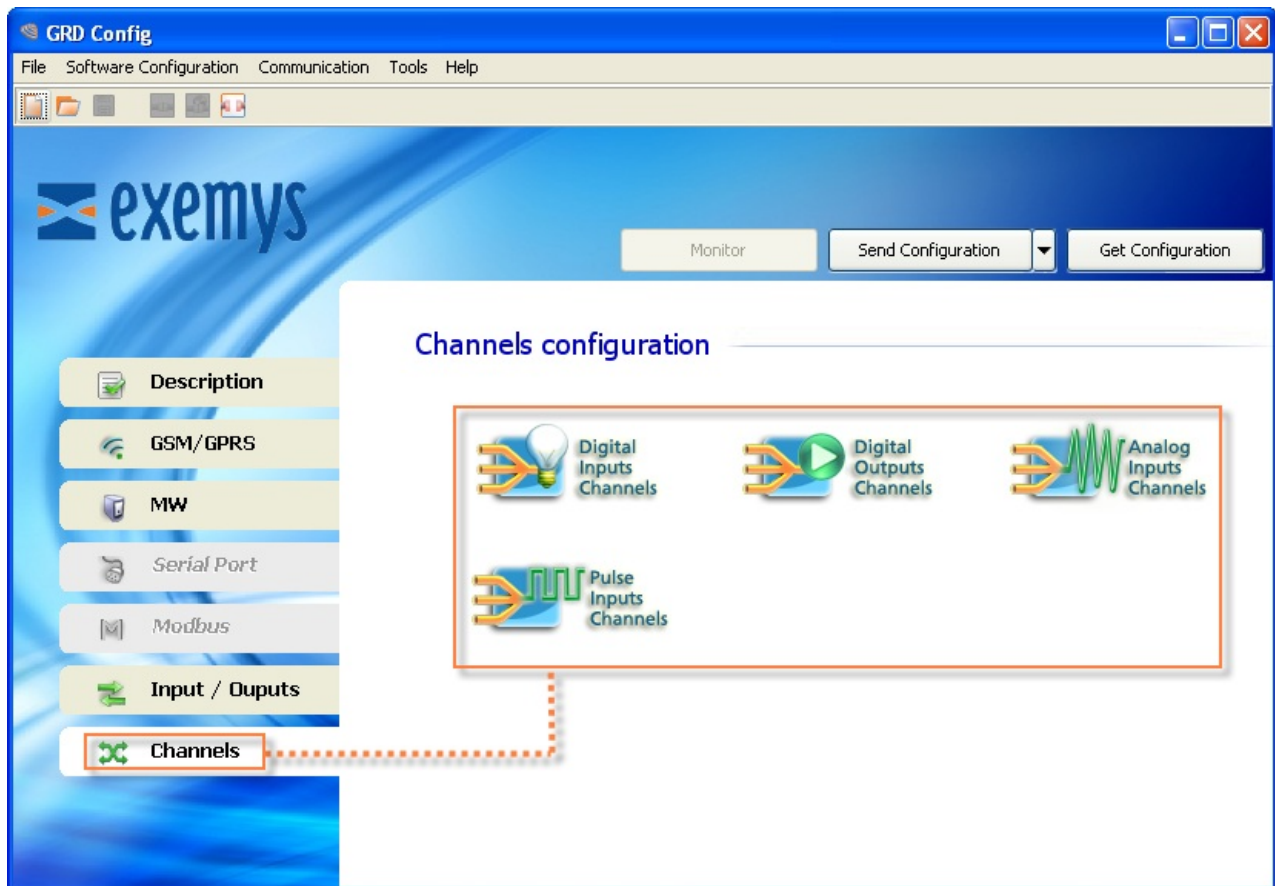 GRD Config
File Software Configuration Communication Tools Help
exemys
Monitor Send Configuration Get Configuration
Channels configuration
Description
GSM/GPRS
MW
Serial Port
Modbus
Input / Ouputs
Channels
Digital
Inputs
Channels
Digital
Outputs
Channels
Analog
Inputs
Channels
Pulse
Inputs
Channels